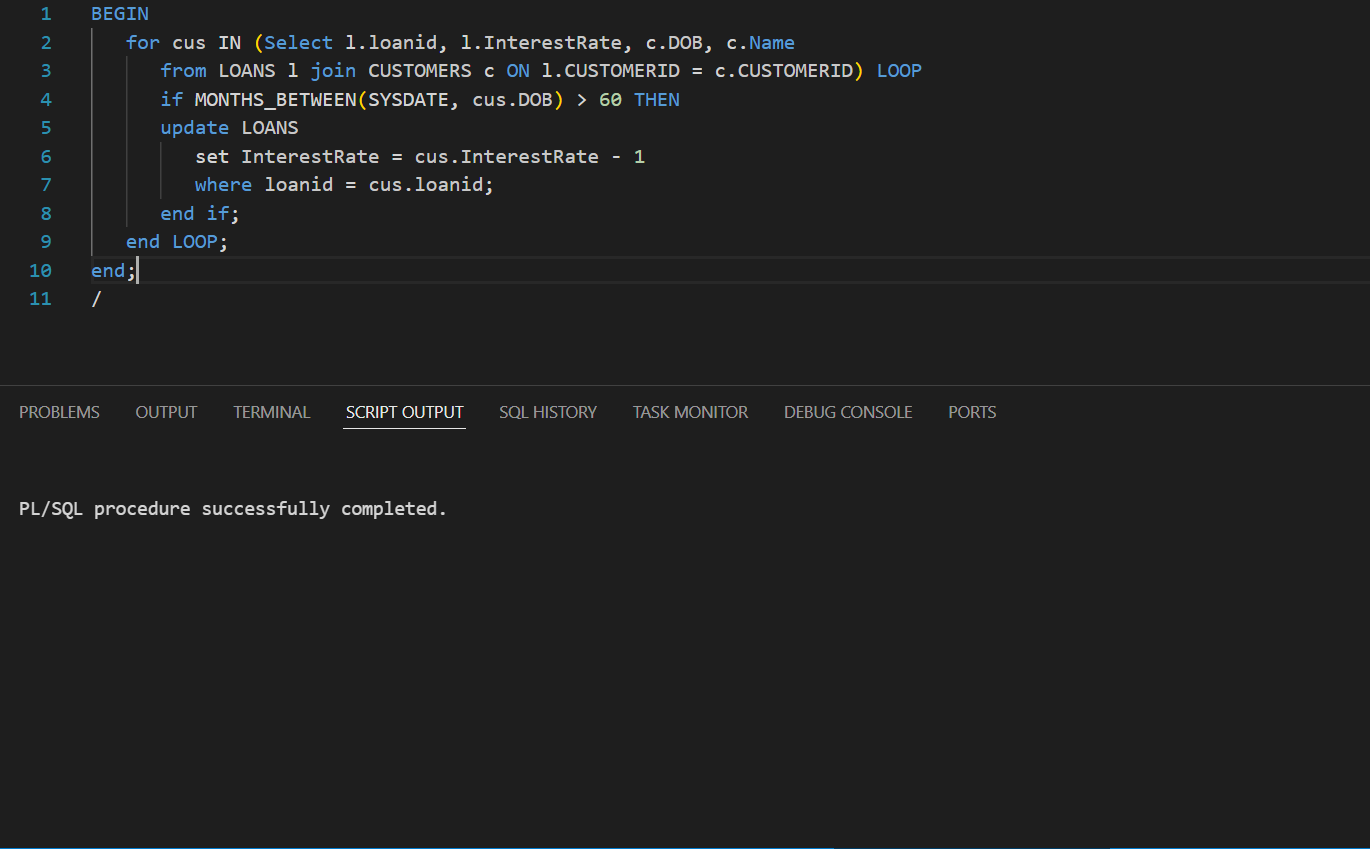 1 BEGIN
2 for cus IN (Select l.loanid, l.InterestRate, c.DOB, c.Name
3 from LOANS l join CUSTOMERS c ON l.CUSTOMERID = c.CUSTOMERID) LOOP
4 if MONTHS_BETWEEN(SYSDATE, cus.DOB) > 60 THEN
5 update LOANS
6 set InterestRate = cus.InterestRate - 1
7 where loanid = cus.loanid;
8 end if;
9 end LOOP;
10 end;
11 /
PROBLEMS OUTPUT TERMINAL SCRIPT OUTPUT SQL HISTORY TASK MONITOR DEBUG CONSOLE PORTS
PL/SQL procedure successfully completed.